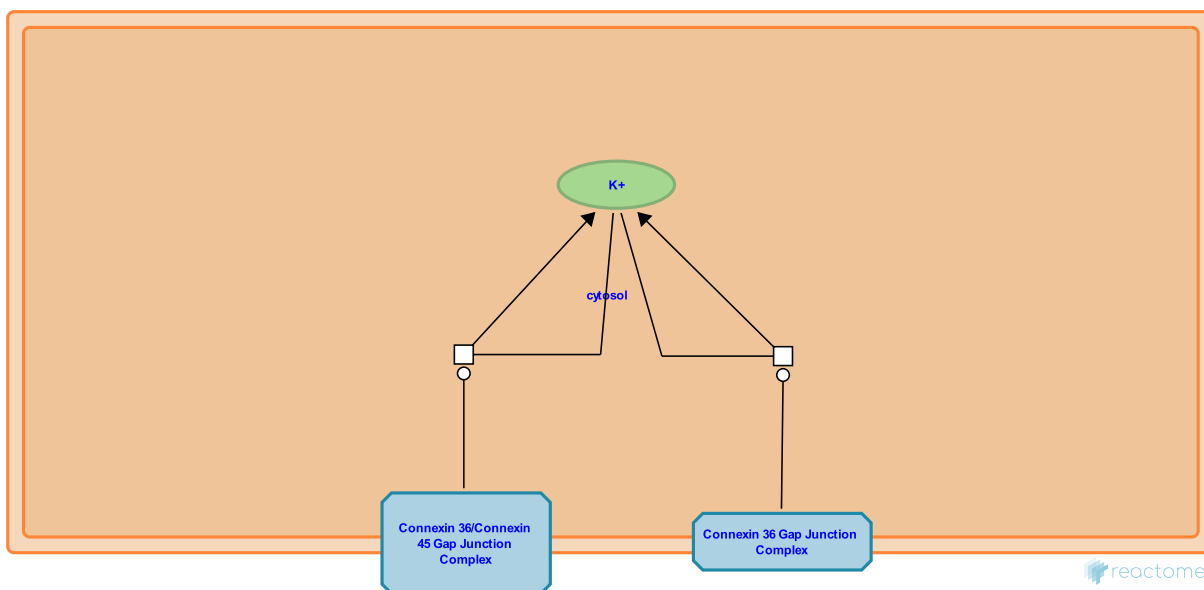 K+
cytosol
Connexin 36/Connexin
45 Gap Junction
Complex
Connexin 36 Gap Junction
Complex
reactome